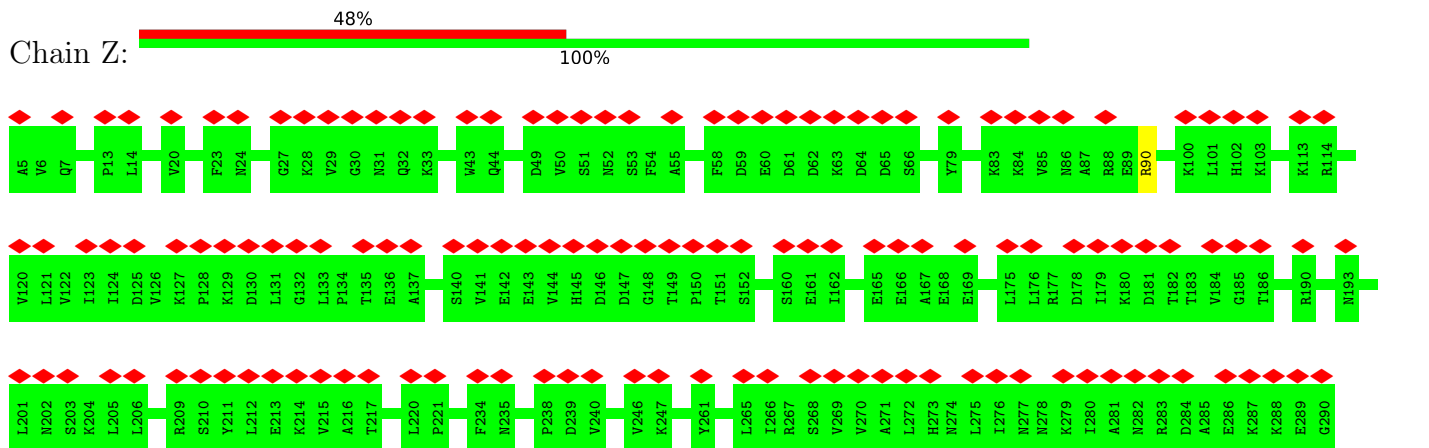 48%
Chain Z:
100%
A5 V6 Q7 P13 L14 V20 F23 N24 G27 K28 V29 G30 N31 Q32 K33 W43 Q44 D49 V50 S51 N52 S53 F54 A55 F58 D59 E60 D61 D62 K63 D64 D65 S66 Y79 K83 K84 V85 N86 A87 R88 E89 R90 K100 L101 H102 K103 K113 R114
V120 L121 V122 I123 I124 D125 V126 K127 P128 K129 D130 L131 G132 L133 P134 T135 E136 A137 S140 V141 E142 E143 V144 H145 D146 D147 G148 T149 P150 T151 S152 S160 E161 I162 E165 E166 A167 E168 E169 L175 L176 R177 D178 I179 K180 D181 T182 T183 V184 G185 T186 R190 N193
L201 N202 S203 K204 L205 L206 R209 S210 Y211 L212 E213 K214 V215 A216 T217 L220 P221 F234 N235 P238 D239 V240 V246 K247 Y261 L265 I266 R267 S268 V269 V270 A271 L272 H273 N274 L275 I276 N277 N278 K279 I280 A281 N282 R283 D284 A285 E286 K287 K288 E289 G290